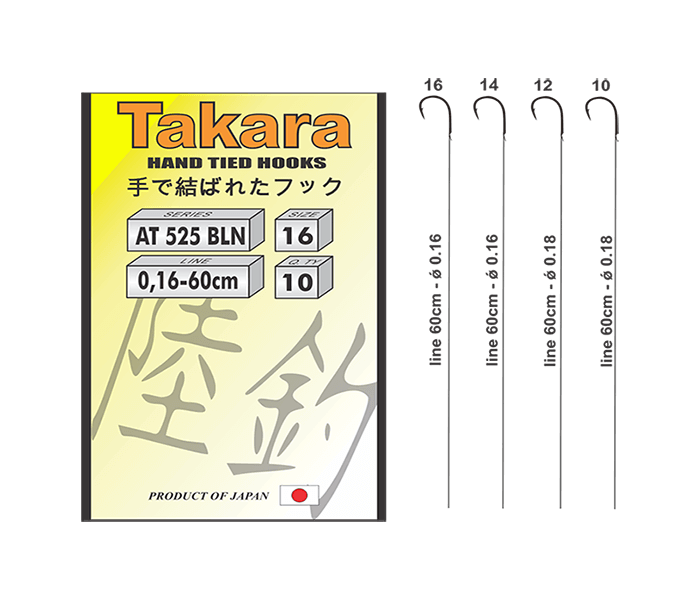 Takara
HAND TIED HOOKS
手で結ばれたフック
SERIES
AT 525 BLN
SIZE
16
LINE
0,16-60cm
Q.TY
10
陸釣
PRODUCT OF JAPAN
16 14 12 10
line 60cm - ǿ 0.16
line 60cm - ǿ 0.16
line 60cm - ǿ 0.18
line 60cm - ǿ 0.18